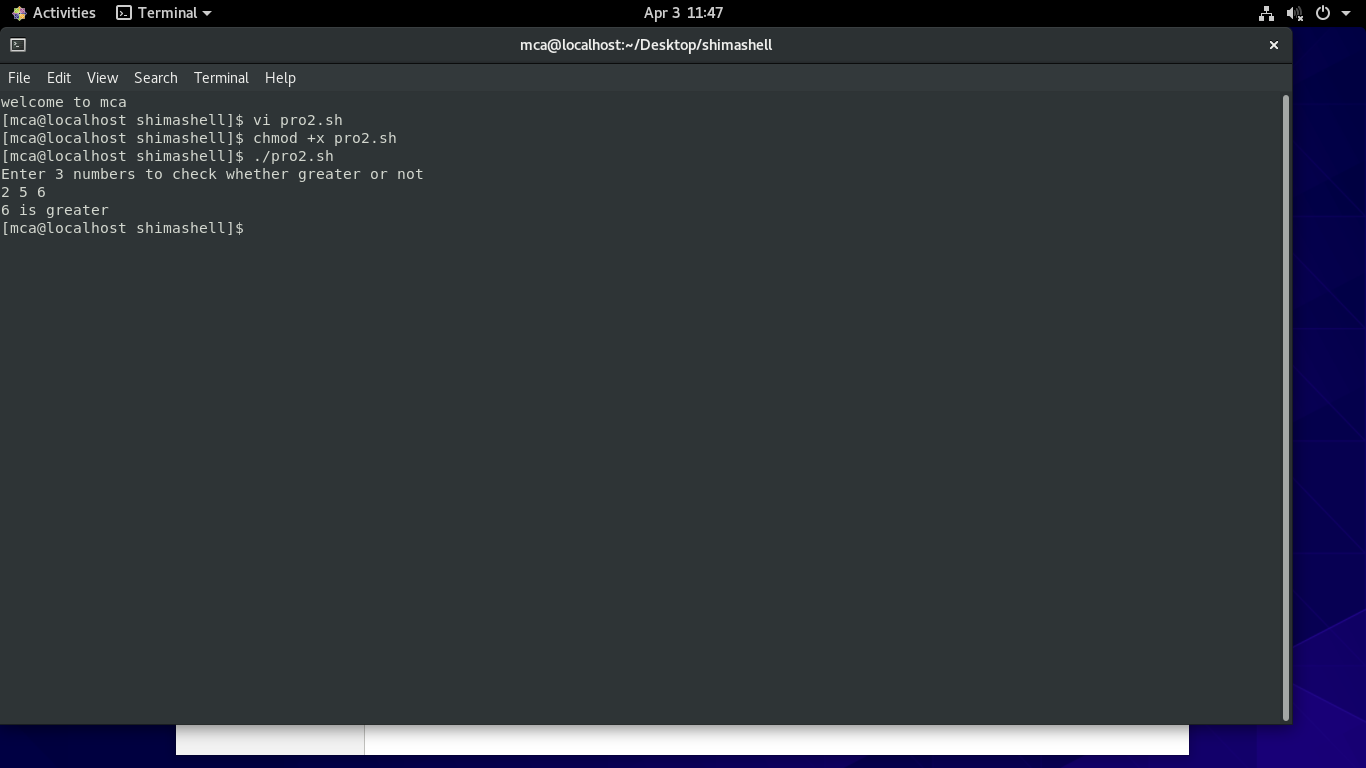 Activities Terminal Apr 3 11:47
mca@localhost:~/Desktop/shimashell
File Edit View Search Terminal Help
welcome to mca
[mca@localhost shimashell]$ vi pro2.sh
[mca@localhost shimashell]$ chmod +x pro2.sh
[mca@localhost shimashell]$ ./pro2.sh
Enter 3 numbers to check whether greater or not
2 5 6
6 is greater
[mca@localhost shimashell]$